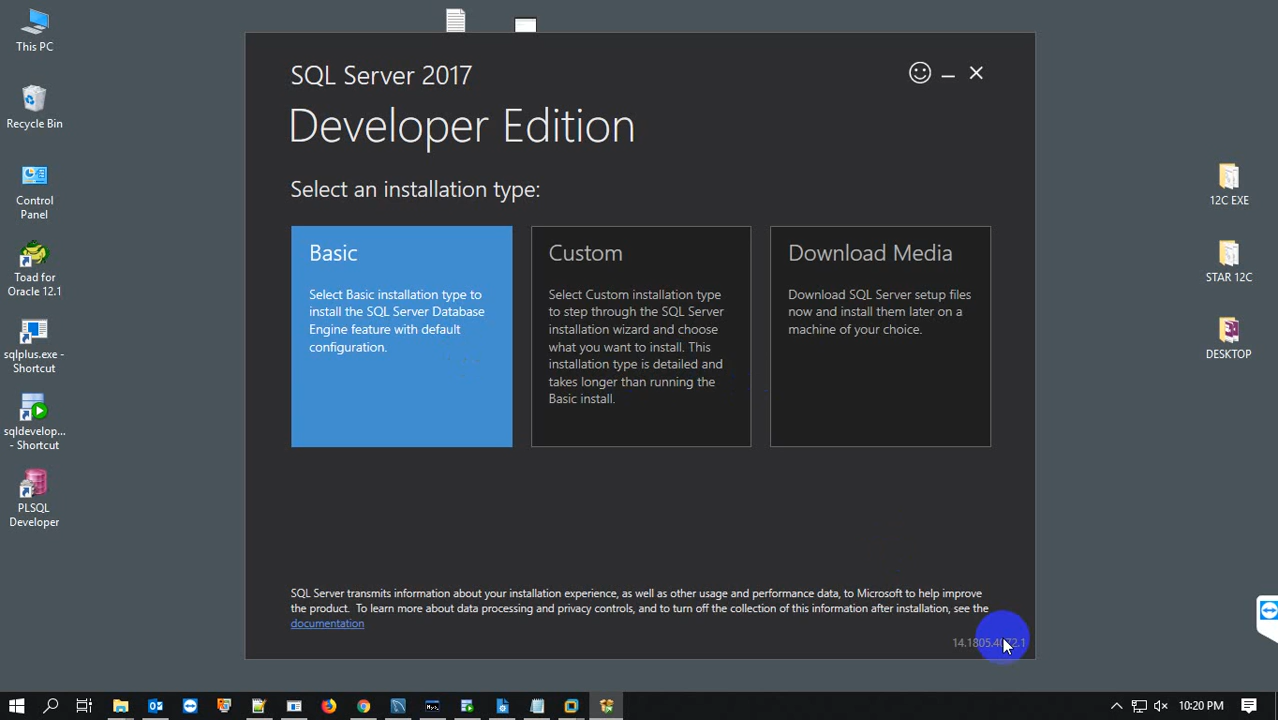 This PC
Recycle Bin
Control
Panel
Toad for
Oracle 12.1
sqlplus.exe -
Shortcut
sqldevelop...
- Shortcut
PLSQL
Developer
SQL Server 2017
Developer Edition
Select an installation type:
Basic
Select Basic installation type to
install the SQL Server Database
Engine feature with default
configuration.
Custom
Select Custom installation type
to step through the SQL Server
installation wizard and choose
what you want to install. This
installation type is detailed and
takes longer than running the
Basic install.
Download Media
Download SQL Server setup files
now and install them later on a
machine of your choice.
SQL Server transmits information about your installation experience, as well as other usage and performance data, to Microsoft to help improve
the product.  To learn more about data processing and privacy controls, and to turn off the collection of this information after installation, see the
documentation
14.1805.4072.1
12C EXE
STAR 12C
DESKTOP
10:20 PM